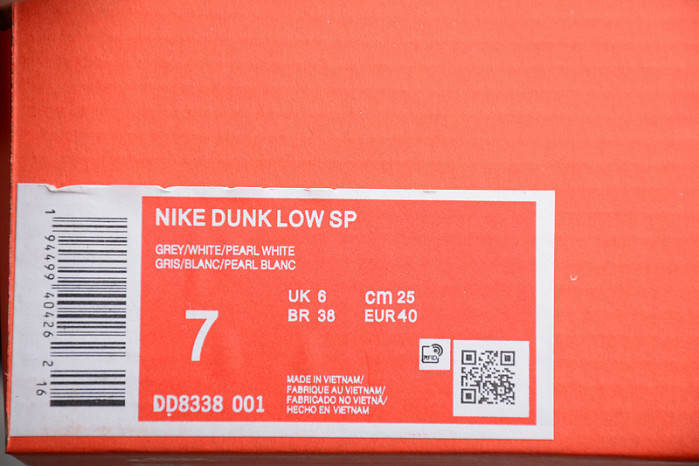 NIKE DUNK LOW SP
GREY/WHITE/PEARL WHITE
GRIS/BLANC/PEARL BLANC
7
UK 6 cm 25
BR 38 EUR 40
RFID
MADE IN VIETNAM/
FABRIQUE AU VIETNAM/
FABRICADO NO VIETNÃ/
HECHO EN VIETNAM
DD8338 001
1 94499 40426 2 16